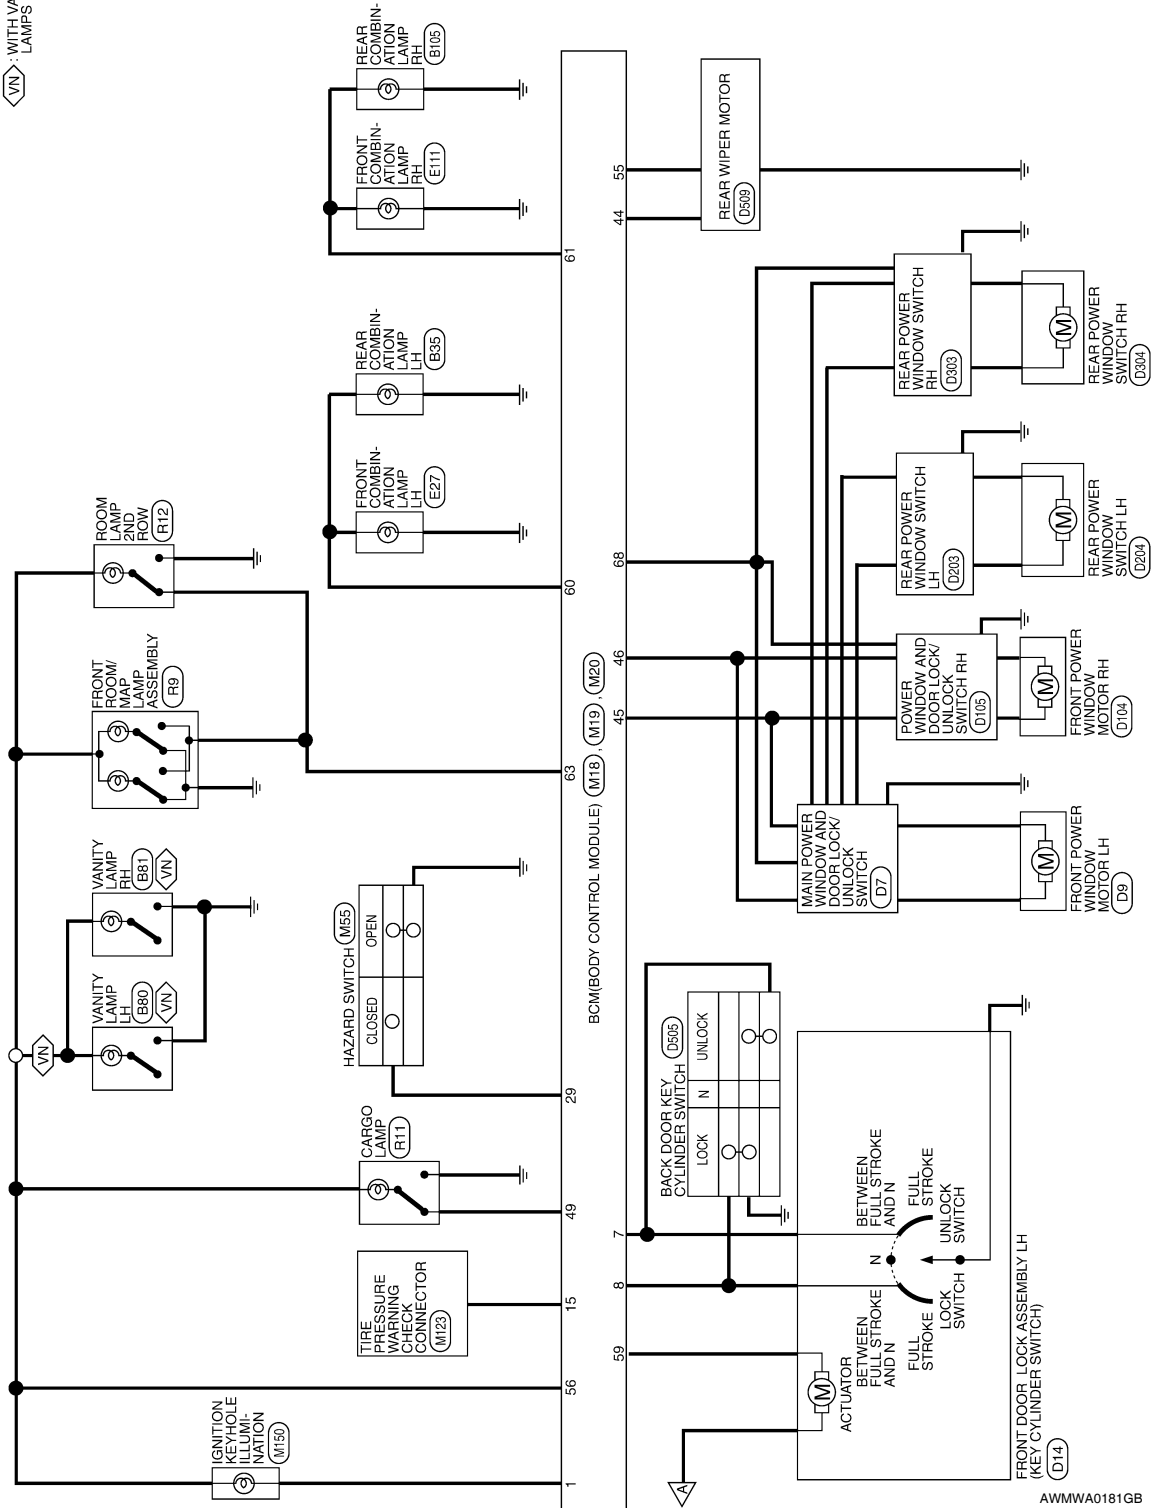 VN : WITH VA
LAMPS
IGNITION
KEYHOLE
ILLUMI-
NATION
M150
1
56
TIRE
PRESSURE
WARNING
CHECK
CONNECTOR
M123
15
CARGO
LAMP
R11
49
VANITY
LAMP
LH
B80
VN
VN
VANITY
LAMP
RH
B81
VN
HAZARD SWITCH M55
CLOSED
OPEN
29
FRONT
ROOM/
MAP
LAMP
ASSEMBLY
R9
63
ROOM
LAMP
2ND
ROW
R12
FRONT
COMBIN-
ATION
LAMP
LH
E27
60
REAR
COMBIN-
ATION
LAMP
LH
B35
FRONT
COMBIN-
ATION
LAMP
RH
E111
61
REAR
COMBIN-
ATION
LAMP
RH
B105
BCM(BODY CONTROL MODULE) M18 , M19 , M20
59
8
7
45
46
68
44
55
A
M
ACTUATOR
BETWEEN
FULL STROKE
AND N
FULL
STROKE
LOCK
SWITCH
N
BETWEEN
FULL STROKE
AND N
FULL
STROKE
UNLOCK
SWITCH
FRONT DOOR LOCK ASSEMBLY LH
(KEY CYLINDER SWITCH)
D14
BACK DOOR KEY
CYLINDER SWITCH D505
LOCK
N
UNLOCK
MAIN POWER
WINDOW AND
DOOR LOCK/
UNLOCK
SWITCH
D7
M
FRONT POWER
WINDOW
MOTOR LH
D9
POWER
WINDOW AND
DOOR LOCK/
UNLOCK
SWITCH RH
D105
M
FRONT POWER
WINDOW
MOTOR RH
D104
REAR POWER
WINDOW SWITCH
LH
D203
M
REAR POWER
WINDOW
SWITCH LH
D204
REAR POWER
WINDOW SWITCH
RH
D303
M
REAR POWER
WINDOW
SWITCH RH
D304
REAR WIPER MOTOR
D509
AWMWA0181GB